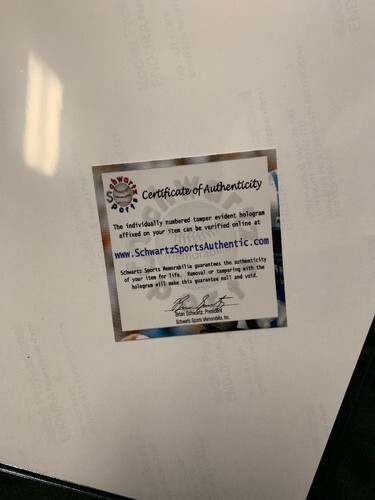 Schwartz
Sports
Certificate of Authenticity
The individually numbered tamper evident hologram
affixed on your item can be verified online at
www.SchwartzSportsAuthentic.com
Schwartz Sports Memorabilia guarantees the authenticity
of your item for life. Removal or tampering with the
hologram will make this guarantee null and void.
Brian Schwartz, President
Schwartz Sports Memorabilia, Inc.